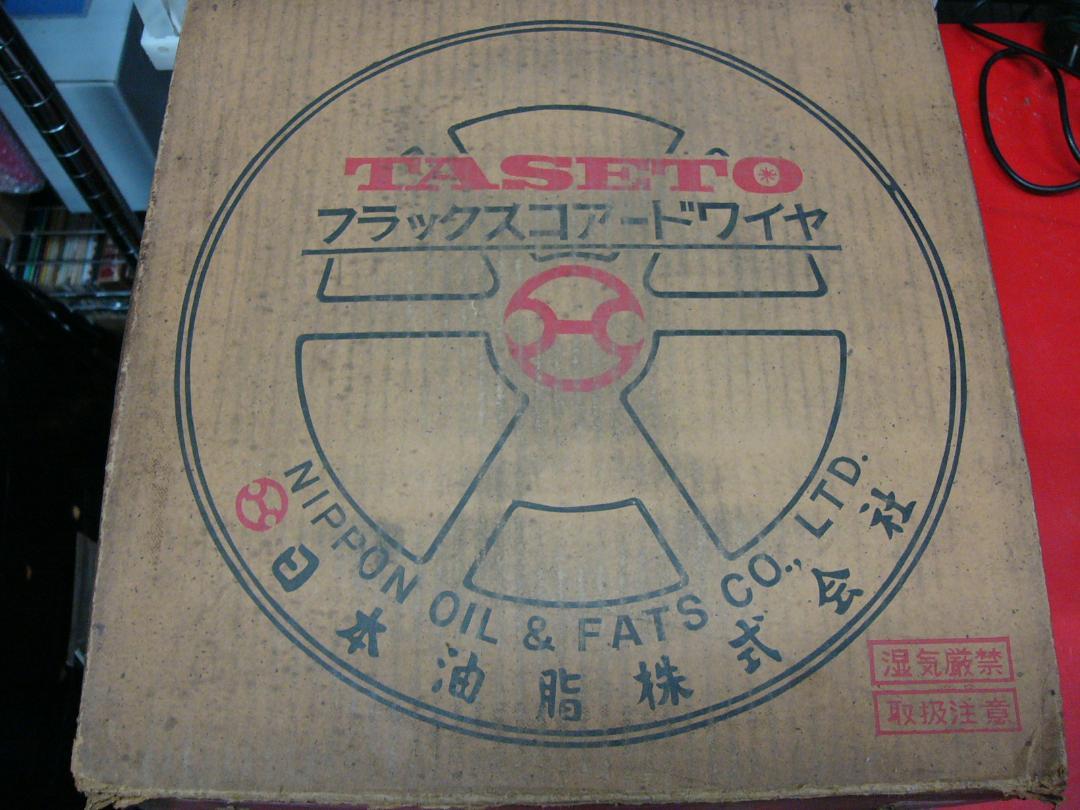 TASETO
フラックスコアードワイヤ
NIPPON OIL & FATS CO., LTD.
日本油脂株式会社
湿気厳禁
取扱注意